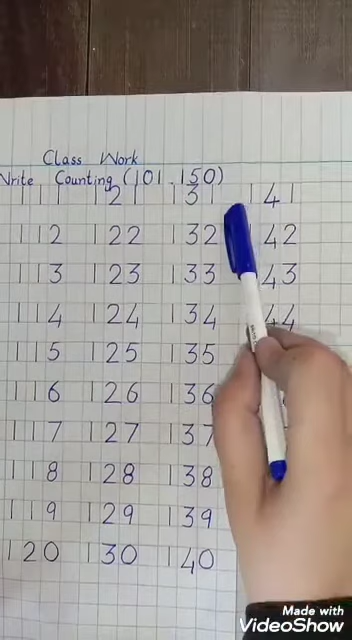 Class Work
Write Counting (101-150)
111 121 131 141
112 122 132 142
113 123 133 143
114 124 134 144
115 125 135
116 126 136
117 127 137
118 128 138
119 129 139
120 130 140
Made with
VideoShow